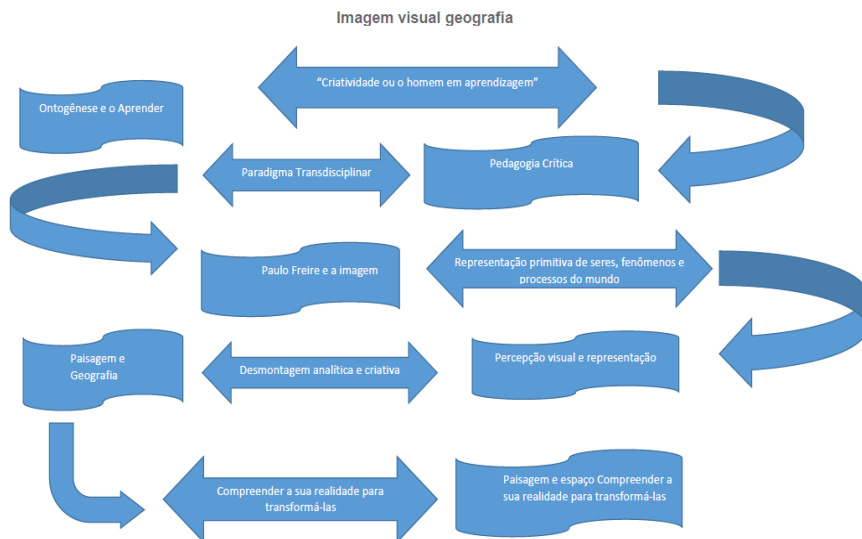 Imagem visual geografia
“Criatividade ou o homem em aprendizagem”
Ontogênese e o Aprender
Paradigma Transdisciplinar
Pedagogia Crítica
Paulo Freire e a imagem
Representação primitiva de seres, fenômenos e
processos do mundo
Paisagem e
Geografia
Desmontagem analítica e criativa
Percepção visual e representação
Compreender a sua realidade para
transformá-las
Paisagem e espaço Compreender a
sua realidade para transformá-las